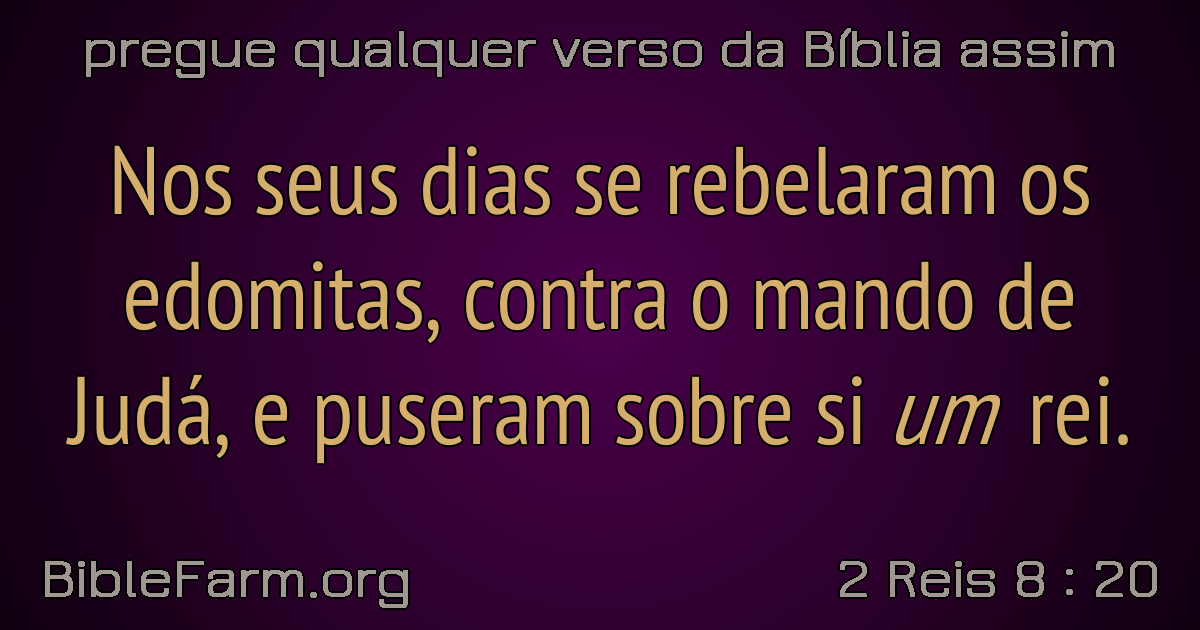 pregue qualquer verso da Bíblia assim
Nos seus dias se rebelaram os
edomitas, contra o mando de
Judá, e puseram sobre si um rei.
BibleFarm.org
2 Reis 8 : 20